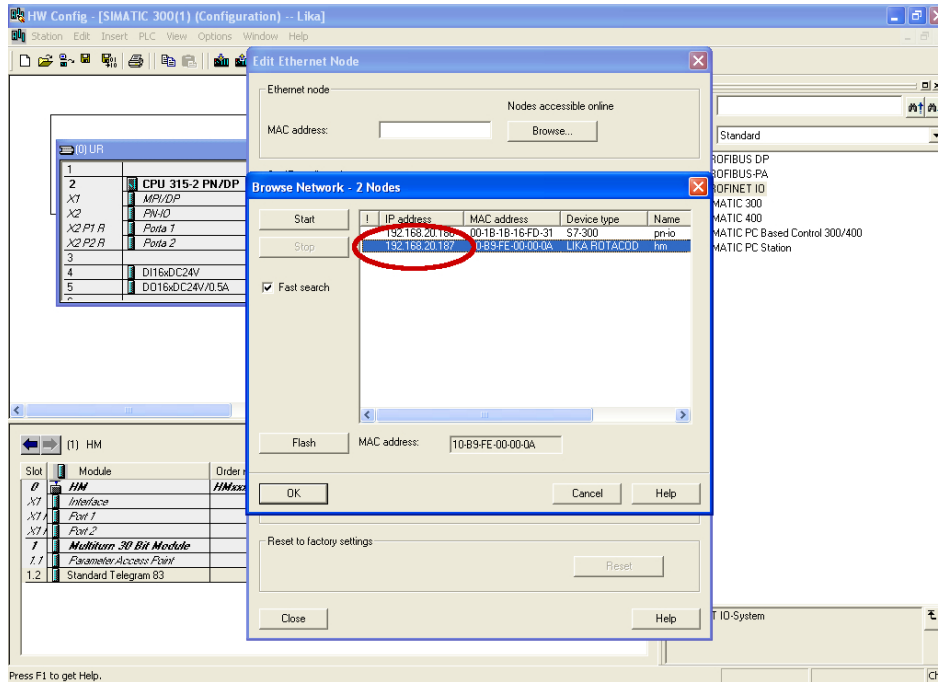 HW Config - [SIMATIC 300(1) (Configuration) -- Lika]
Station Edit Insert PLC View Options Window Help
Edit Ethernet Node
Ethernet node
Nodes accessible online
MAC address:
Browse...
Standard
(0) UR
1
2 CPU 315-2 PN/DP
X1 MPI/DP
X2 PN-IO
X2 P1 R Porta 1
X2 P2 R Porta 2
3
4 DI16xDC24V
5 DO16xDC24V/0.5A
Browse Network - 2 Nodes
Start
Stop
Fast search
! IP address MAC address Device type Name
192.168.20.186 00-1B-1B-16-FD-31 S7-300 pn-io
192.168.20.187 10-B9-FE-00-00-0A LIKA ROTACOD hm
Flash
MAC address: 10-B9-FE-00-00-0A
OK
Cancel
Help
ROFIBUS DP
ROFIBUS-PA
ROFINET IO
MATIC 300
MATIC 400
MATIC PC Based Control 300/400
MATIC PC Station
(1) HM
Slot Module Order
0 HM HMxxx
X1 Interface
X1 Port 1
X1 Port 2
1 Multiturn 30 Bit Module
1.1 Parameter Access Point
1.2 Standard Telegram 83
Reset to factory settings
Reset
Close
Help
T IO-System
Press F1 to get Help.
Ch